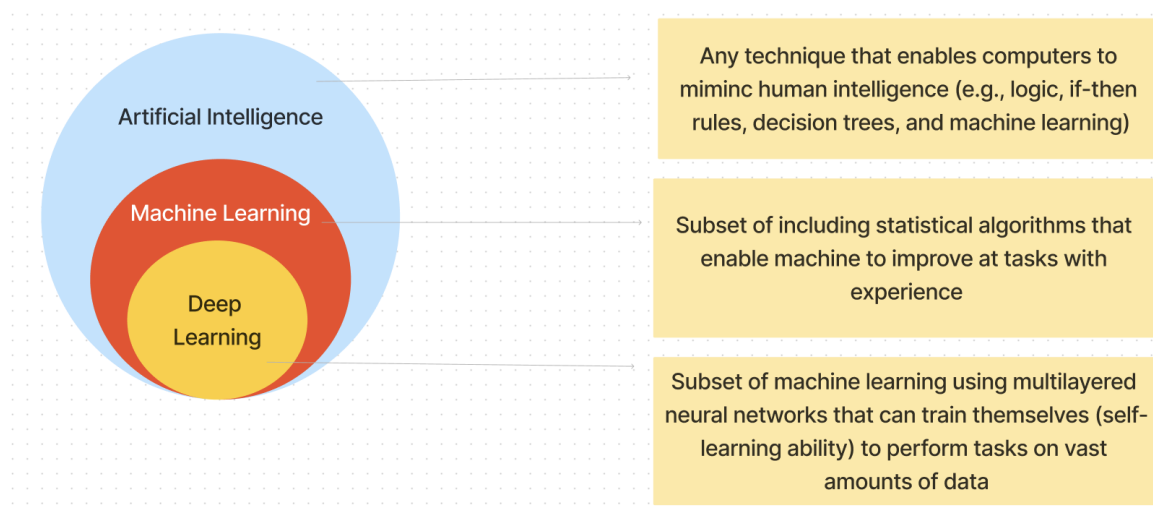 Artificial Intelligence
Machine Learning
Deep
Learning
Any technique that enables computers to
miminc human intelligence (e.g., logic, if-then
rules, decision trees, and machine learning)
Subset of including statistical algorithms that
enable machine to improve at tasks with
experience
Subset of machine learning using multilayered
neural networks that can train themselves (self-
learning ability) to perform tasks on vast
amounts of data